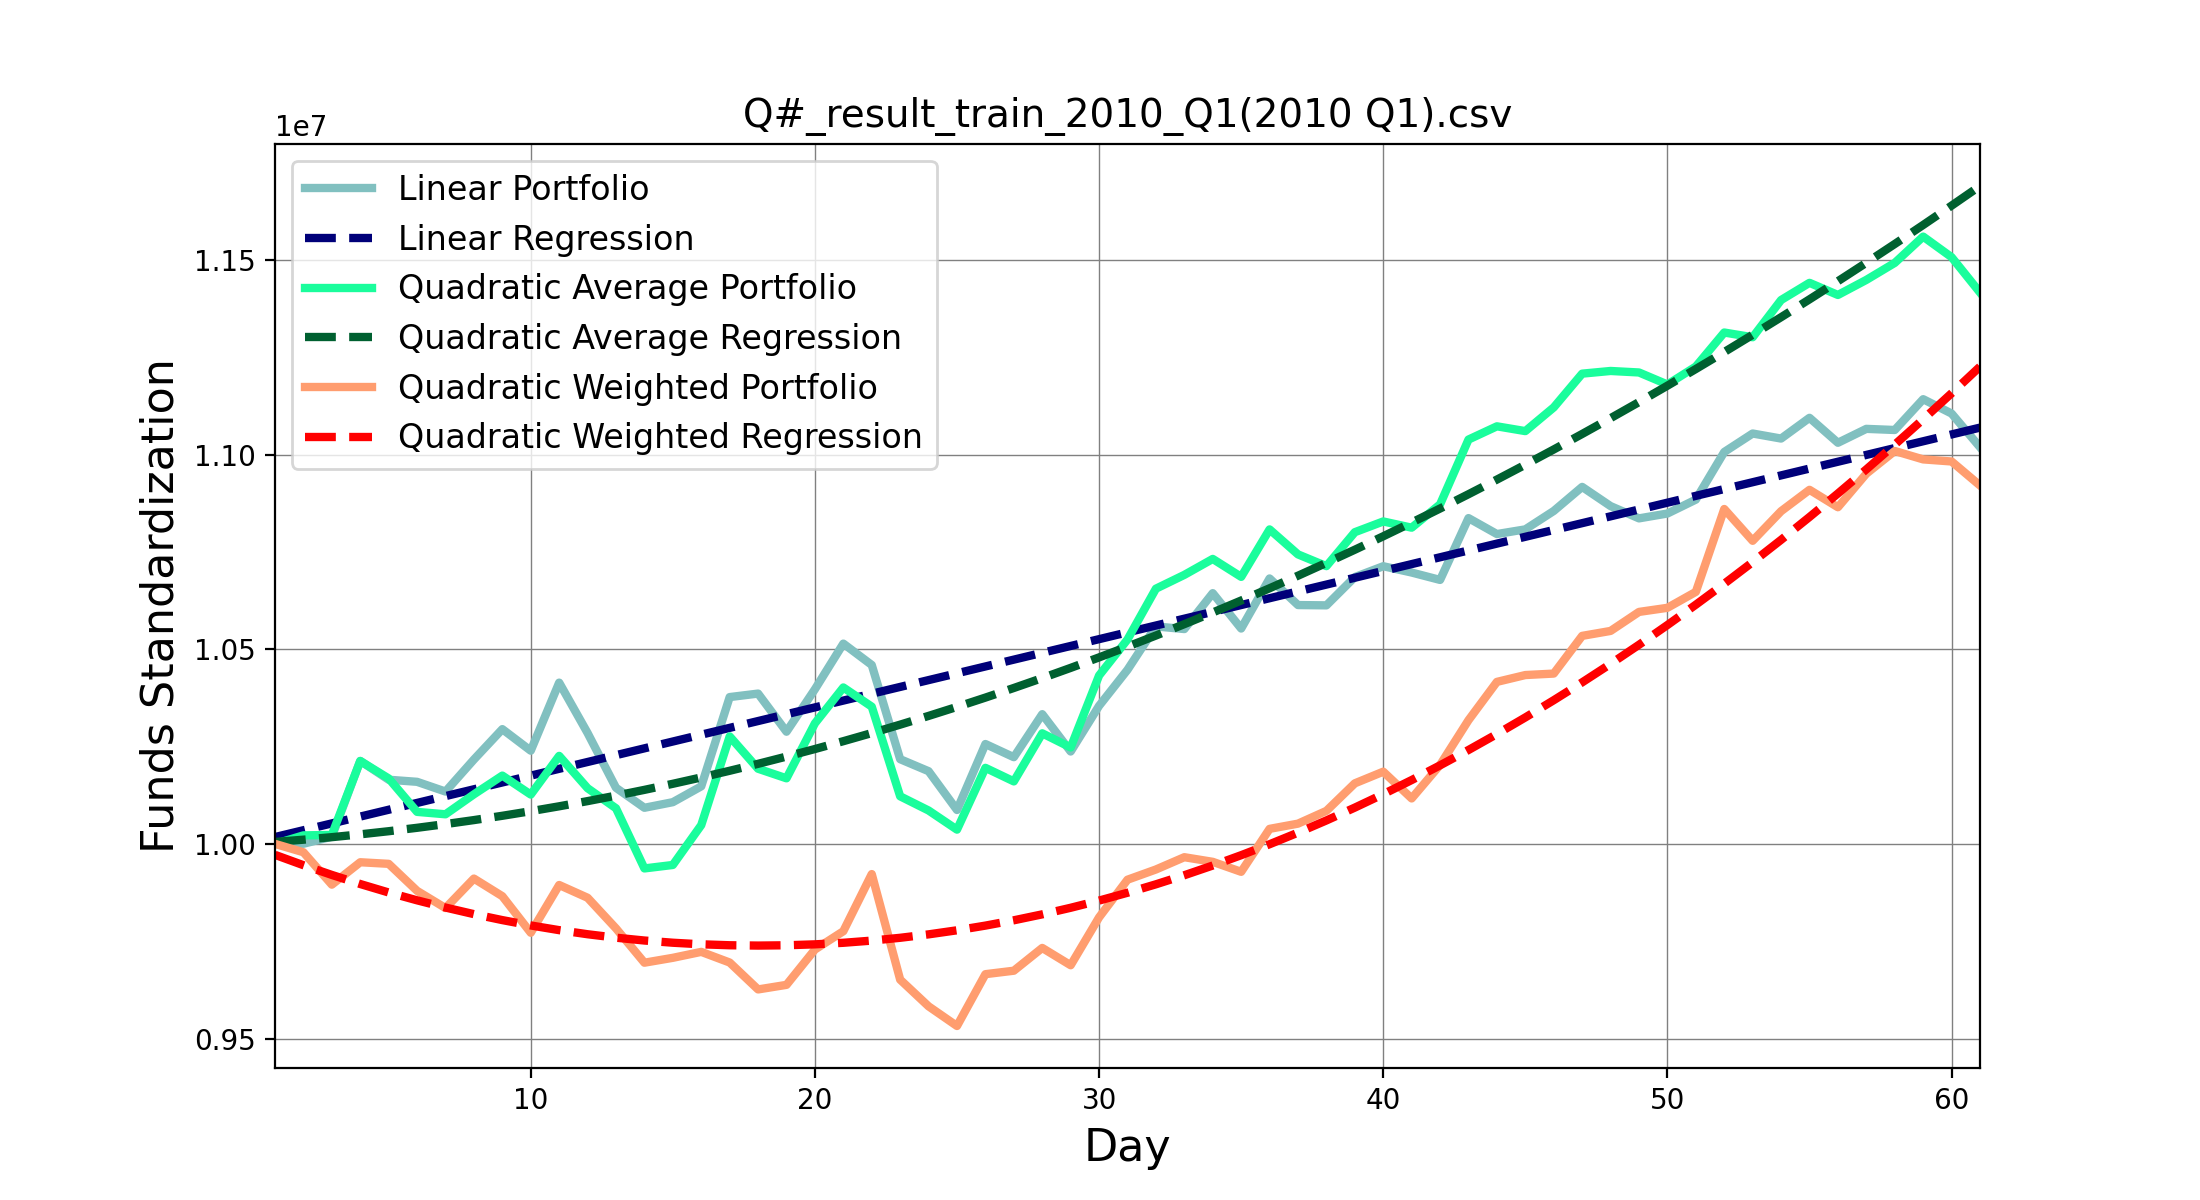 Q#_result_train_2010_Q1(2010 Q1).csv
1e7
Linear Portfolio
Linear Regression
Quadratic Average Portfolio
Quadratic Average Regression
Quadratic Weighted Portfolio
Quadratic Weighted Regression
1.15
1.10
1.05
1.00
0.95
Funds Standardization
10 20 30 40 50 60
Day